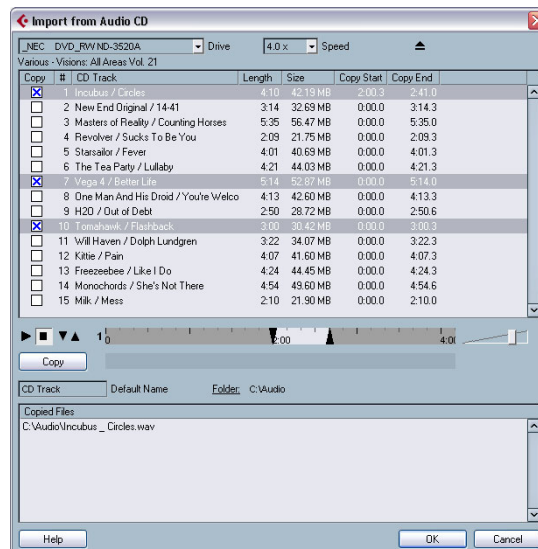 Import from Audio CD
_NEC DVD_RW ND-3520A Drive 4.0 x Speed
Various - Visions: All Areas Vol. 21
Copy # CD Track Length Size Copy Start Copy End
1 Incubus / Circles 4:10 42.19 MB 2:00.3 2:41.0
2 New End Original / 14-41 3:14 32.69 MB 0:00.0 3:14.3
3 Masters of Reality / Counting Horses 5:35 56.47 MB 0:00.0 5:35.0
4 Revolver / Sucks To Be You 2:09 21.75 MB 0:00.0 2:09.3
5 Starsailor / Fever 4:01 40.69 MB 0:00.0 4:01.3
6 The Tea Party / Lullaby 4:21 44.03 MB 0:00.0 4:21.3
7 Vega 4 / Better Life 5:14 52.87 MB 0:00.0 5:14.0
8 One Man And His Droid / You're Welco 4:13 42.60 MB 0:00.0 4:13.3
9 H2O / Out of Debt 2:50 28.72 MB 0:00.0 2:50.6
10 Tomahawk / Flashback 3:00 30.42 MB 0:00.0 3:00.3
11 Will Haven / Dolph Lundgren 3:22 34.07 MB 0:00.0 3:22.3
12 Kittie / Pain 4:07 41.60 MB 0:00.0 4:07.3
13 Freezeebee / Like I Do 4:24 44.45 MB 0:00.0 4:24.3
14 Monochords / She's Not There 4:54 49.60 MB 0:00.0 4:54.6
15 Milk / Mess 2:10 21.90 MB 0:00.0 2:10.0
1 0 2:00 4:00
Copy
CD Track Default Name Folder: C:\Audio
Copied Files
C:\Audio\Incubus _ Circles.wav
Help OK Cancel